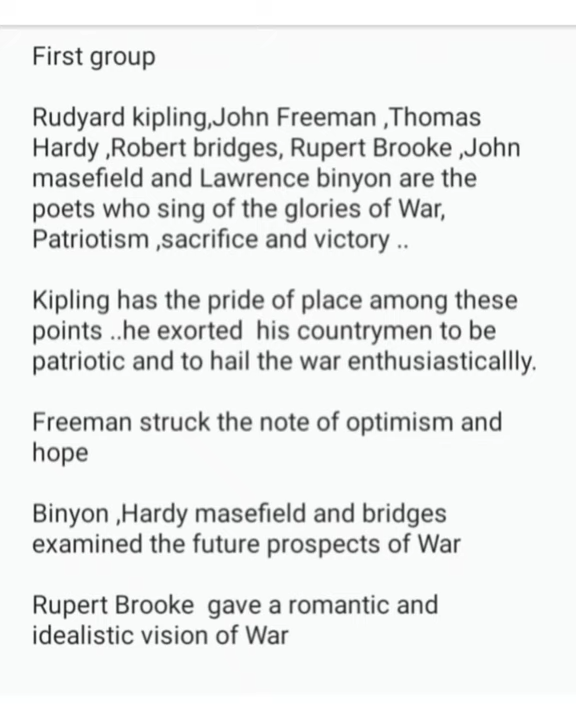 First group
Rudyard kipling,John Freeman ,Thomas
Hardy ,Robert bridges, Rupert Brooke ,John
masefield and Lawrence binyon are the
poets who sing of the glories of War,
Patriotism ,sacrifice and victory ..
Kipling has the pride of place among these
points ..he exorted  his countrymen to be
patriotic and to hail the war enthusiasticallly.
Freeman struck the note of optimism and
hope
Binyon ,Hardy masefield and bridges
examined the future prospects of War
Rupert Brooke  gave a romantic and
idealistic vision of War